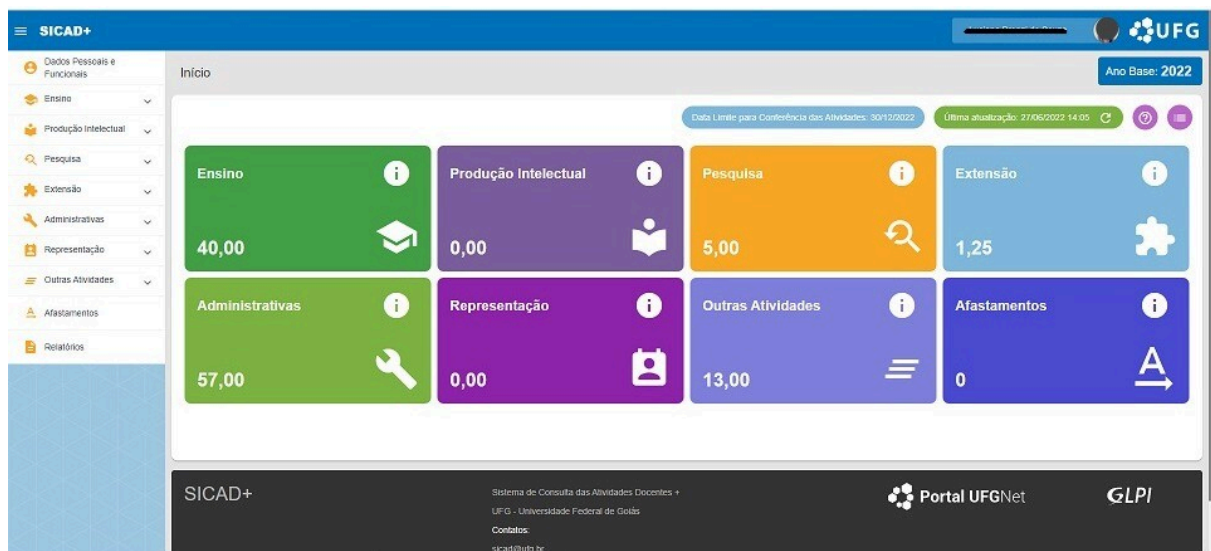 SICAD+
UFG
Dados Pessoais e
Funcionais
Ensino
Produção Intelectual
Pesquisa
Extensão
Administrativas
Representação
Outras Atividades
Afastamentos
Relatórios
Início
Ano Base: 2022
Data Limite para Conferência das Atividades: 30/12/2022
Última atualização: 27/06/2022 14:05
Ensino
40,00
Produção Intelectual
0,00
Pesquisa
5,00
Extensão
1,25
Administrativas
57,00
Representação
0,00
Outras Atividades
13,00
Afastamentos
0
SICAD+
Sistema de Consulta das Atividades Docentes +
UFG - Universidade Federal de Goiás
Contatos:
sicad@ufg.br
Portal UFGNet
GLPI